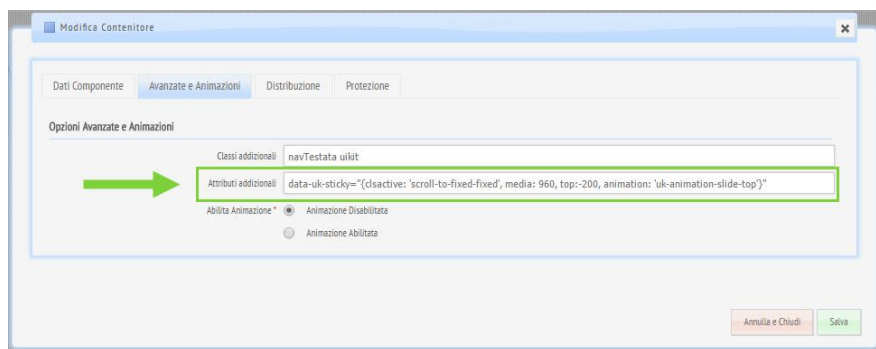 Modifica Contenitore
Dati Componente Avanzate e Animazioni Distribuzione Protezione
Opzioni Avanzate e Animazioni
Classi addizionali navTestata uikit
Attributi addizionali data-uk-sticky="{clsactive: 'scroll-to-fixed-fixed', media: 960, top:-200, animation: 'uk-animation-slide-top'}"
Abilita Animazione * Animazione Disabilitata
Animazione Abilitata
Annulla e Chiudi Salva